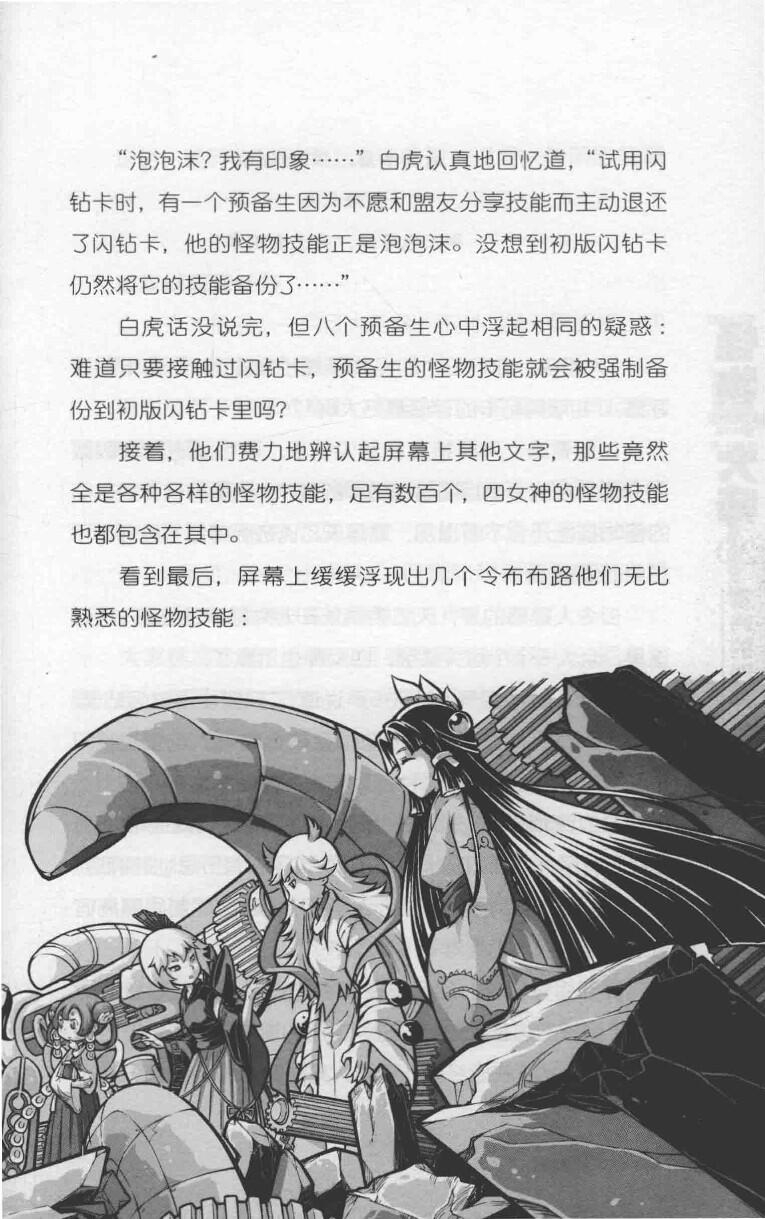 “泡泡沫？我有印象……”白虎认真地回忆道，“试用闪
钻卡时，有一个预备生因为不愿和盟友分享技能而主动退还
了闪钻卡，他的怪物技能正是泡泡沫。没想到初版闪钻卡
仍然将它的技能备份了……”
白虎话没说完，但八个预备生心中浮起相同的疑惑：
难道只要接触过闪钻卡，预备生的怪物技能就会被强制备
份到初版闪钻卡里吗？
接着，他们费力地辨认起屏幕上其他文字，那些竟然
全是各种各样的怪物技能，足有数百个，四女神的怪物技能
也都包含在其中。
看到最后，屏幕上缓缓浮现出几个令布布路他们无比
熟悉的怪物技能：